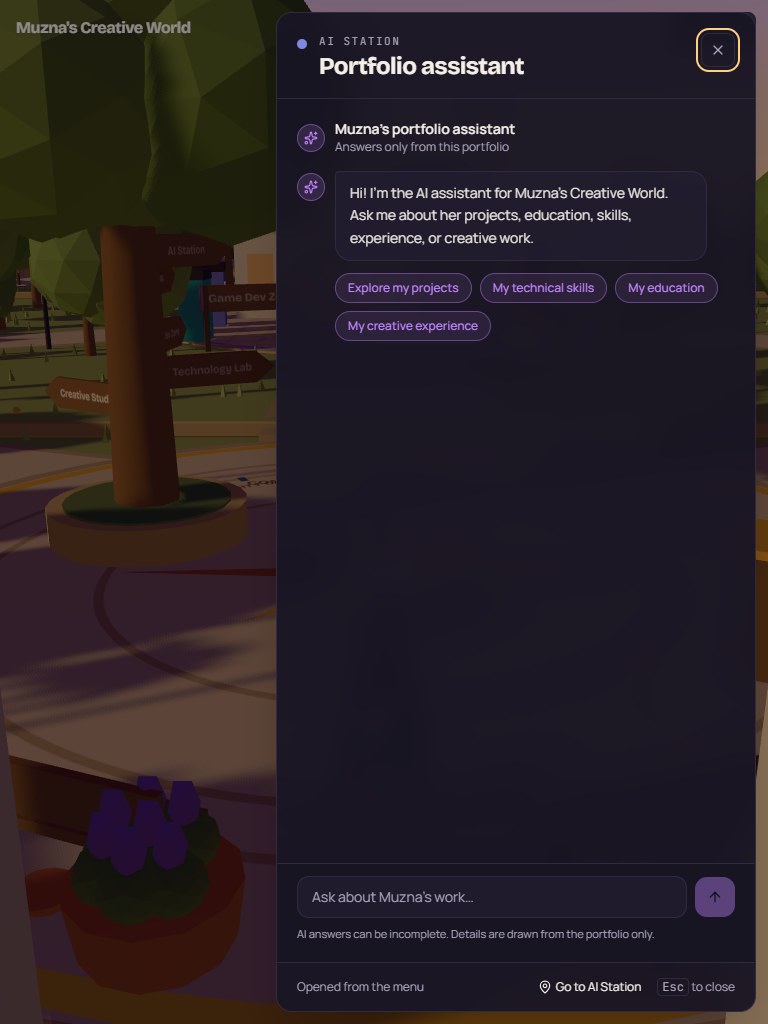 Muzna's Creative World
AI STATION
Portfolio assistant
Muzna's portfolio assistant
Answers only from this portfolio
Hi! I'm the AI assistant for Muzna's Creative World.
Ask me about her projects, education, skills,
experience, or creative work.
Explore my projects
My technical skills
My education
My creative experience
AI Station
Game Dev Z
Technology Lab
Creative Stud
Ask about Muzna's work...
AI answers can be incomplete. Details are drawn from the portfolio only.
Opened from the menu
Go to AI Station
Esc to close